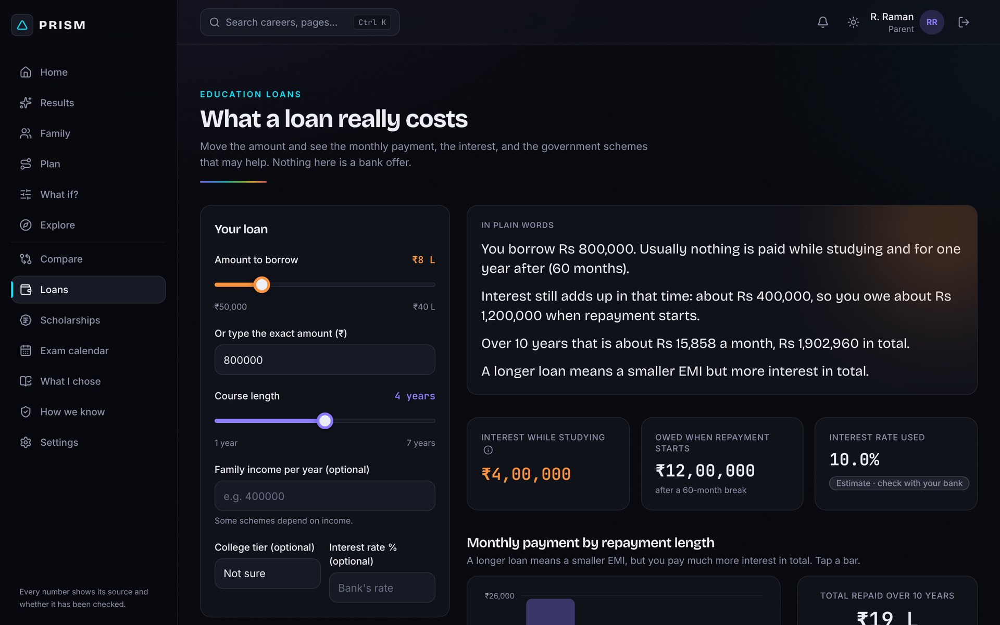 PRISM
Search careers, pages...
Ctrl K
R. Raman
Parent
RR
Home
Results
Family
Plan
What if?
Explore
Compare
Loans
Scholarships
Exam calendar
What I chose
How we know
Settings
Every number shows its source and
whether it has been checked.
EDUCATION LOANS
What a loan really costs
Move the amount and see the monthly payment, the interest, and the government schemes
that may help. Nothing here is a bank offer.
Your loan
Amount to borrow
₹8 L
₹50,000
₹40 L
Or type the exact amount (₹)
800000
Course length
4 years
1 year
7 years
Family income per year (optional)
e.g. 400000
Some schemes depend on income.
College tier (optional)
Not sure
Interest rate %
(optional)
Bank's rate
IN PLAIN WORDS
You borrow Rs 800,000. Usually nothing is paid while studying and for one
year after (60 months).
Interest still adds up in that time: about Rs 400,000, so you owe about Rs
1,200,000 when repayment starts.
Over 10 years that is about Rs 15,858 a month, Rs 1,902,960 in total.
A longer loan means a smaller EMI but more interest in total.
INTEREST WHILE STUDYING
₹4,00,000
OWED WHEN REPAYMENT
STARTS
₹12,00,000
after a 60-month break
INTEREST RATE USED
10.0%
Estimate · check with your bank
Monthly payment by repayment length
A longer loan means a smaller EMI, but you pay much more interest in total. Tap a bar.
₹26,000
TOTAL REPAID OVER 10 YEARS
₹19 L